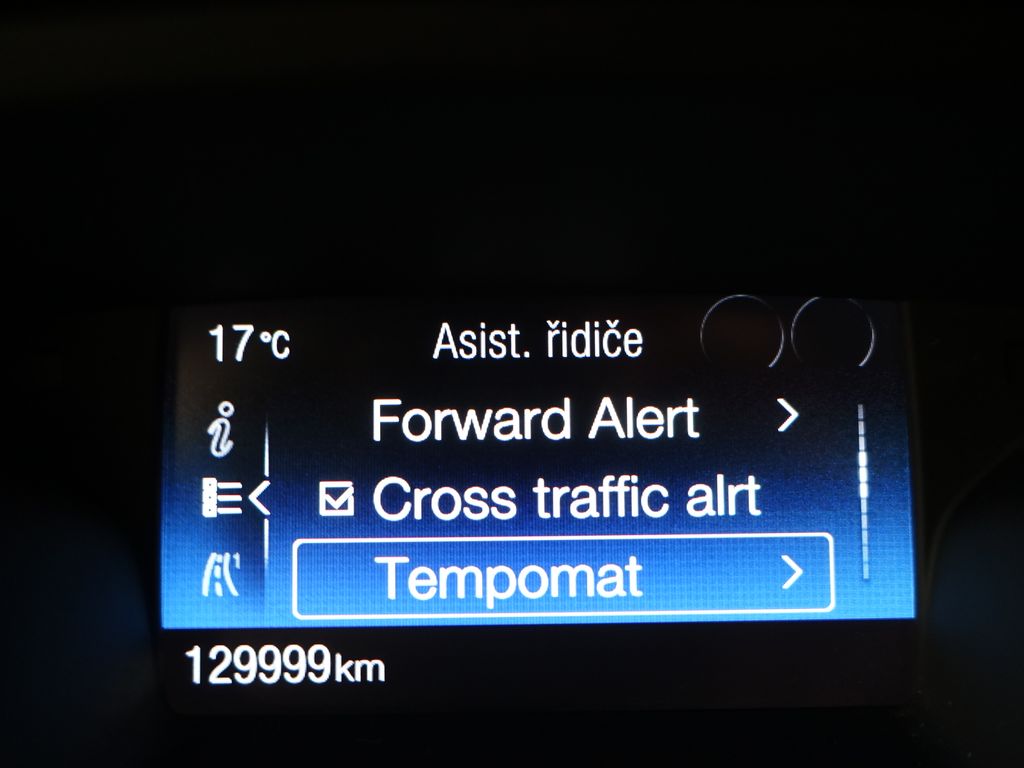 17°C Asist. řidiče
Forward Alert
Cross traffic alrt
Tempomat
129999km